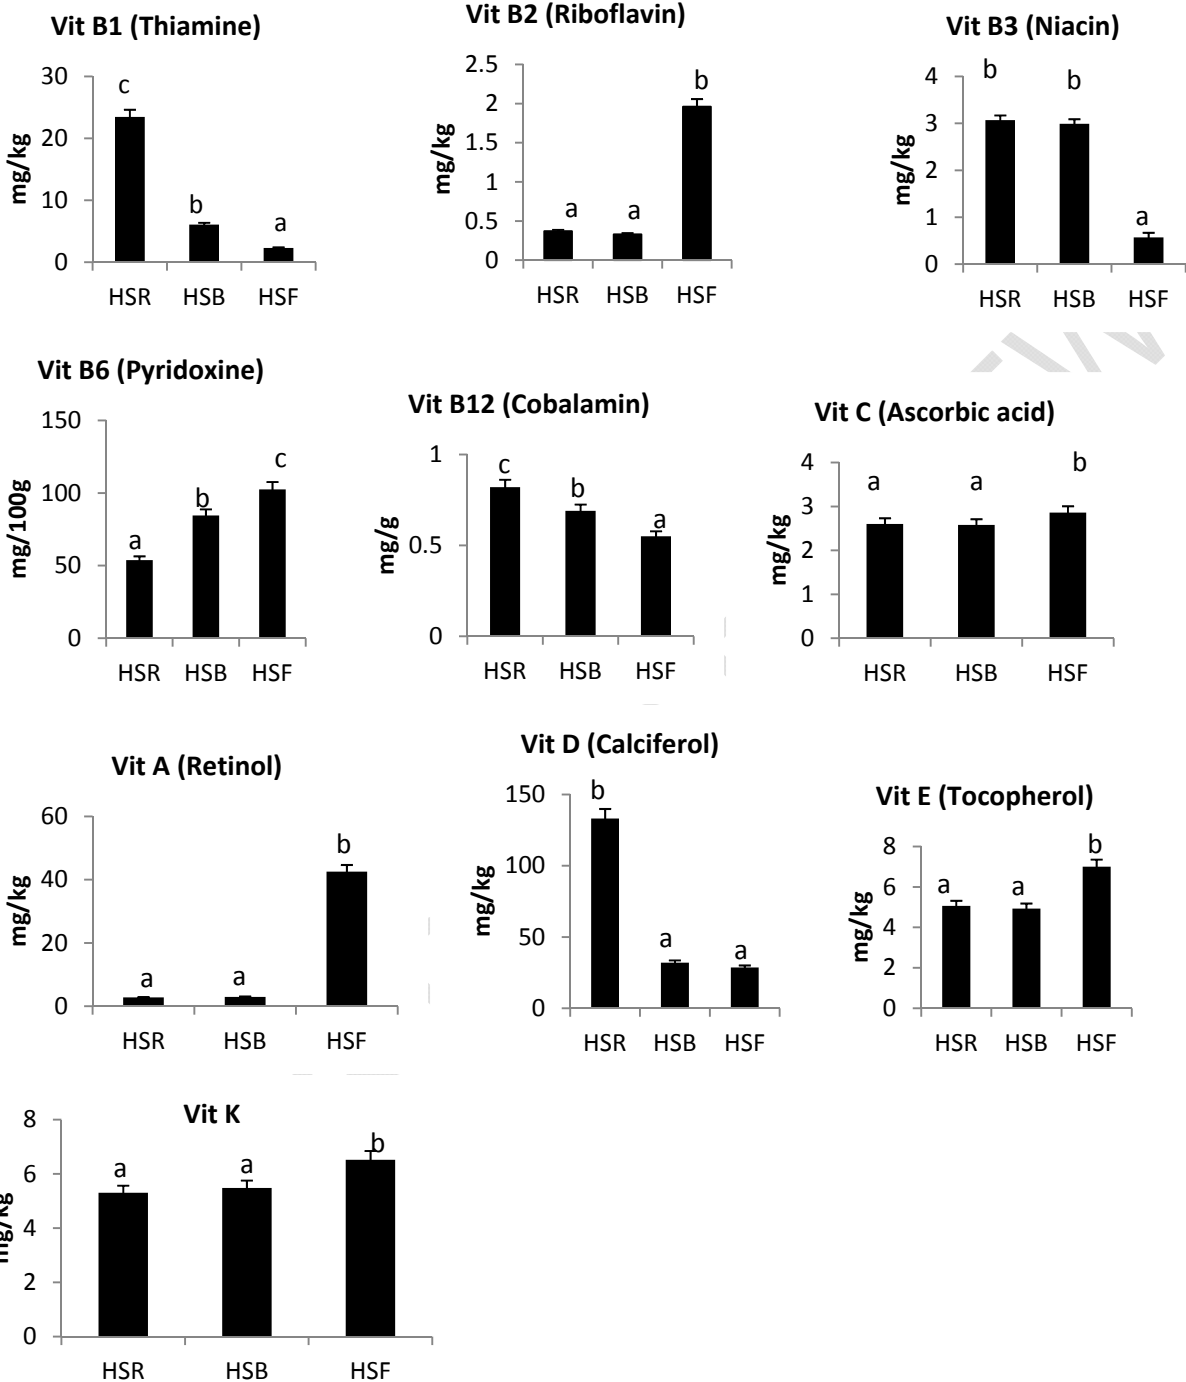 Vit B1 (Thiamine)
mg/kg
30
20
10
0
c
b
a
HSR HSB HSF
Vit B2 (Riboflavin)
mg/kg
2.5
2
1.5
1
0.5
0
a
a
b
HSR HSB HSF
Vit B3 (Niacin)
mg/kg
4
3
2
1
0
b
b
a
HSR HSB HSF
Vit B6 (Pyridoxine)
mg/100g
150
100
50
0
a
b
c
HSR HSB HSF
Vit B12 (Cobalamin)
mg/g
1
0.5
0
c
b
a
HSR HSB HSF
Vit C (Ascorbic acid)
mg/kg
4
3
2
1
0
a
a
b
HSR HSB HSF
Vit A (Retinol)
mg/kg
60
40
20
0
a
a
b
HSR HSB HSF
Vit D (Calciferol)
mg/kg
150
100
50
0
b
a
a
HSR HSB HSF
Vit E (Tocopherol)
mg/kg
8
6
4
2
0
a
a
b
HSR HSB HSF
Vit K
mg/kg
8
6
4
2
0
a
a
b
HSR HSB HSF